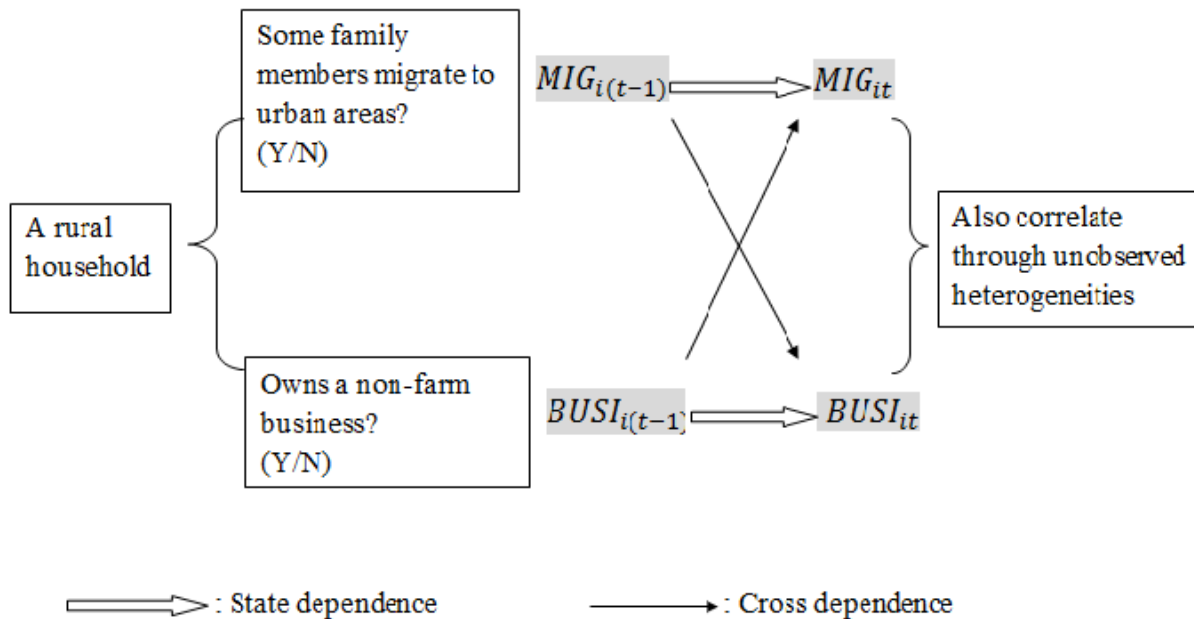 Some family
members migrate to
urban areas?
(Y/N)
MIG_{i(t−1)}
MIG_{it}
A rural
household
Also correlate
through unobserved
heterogeneities
Owns a non-farm
business?
(Y/N)
BUSI_{i(t−1)}
BUSI_{it}
: State dependence
: Cross dependence